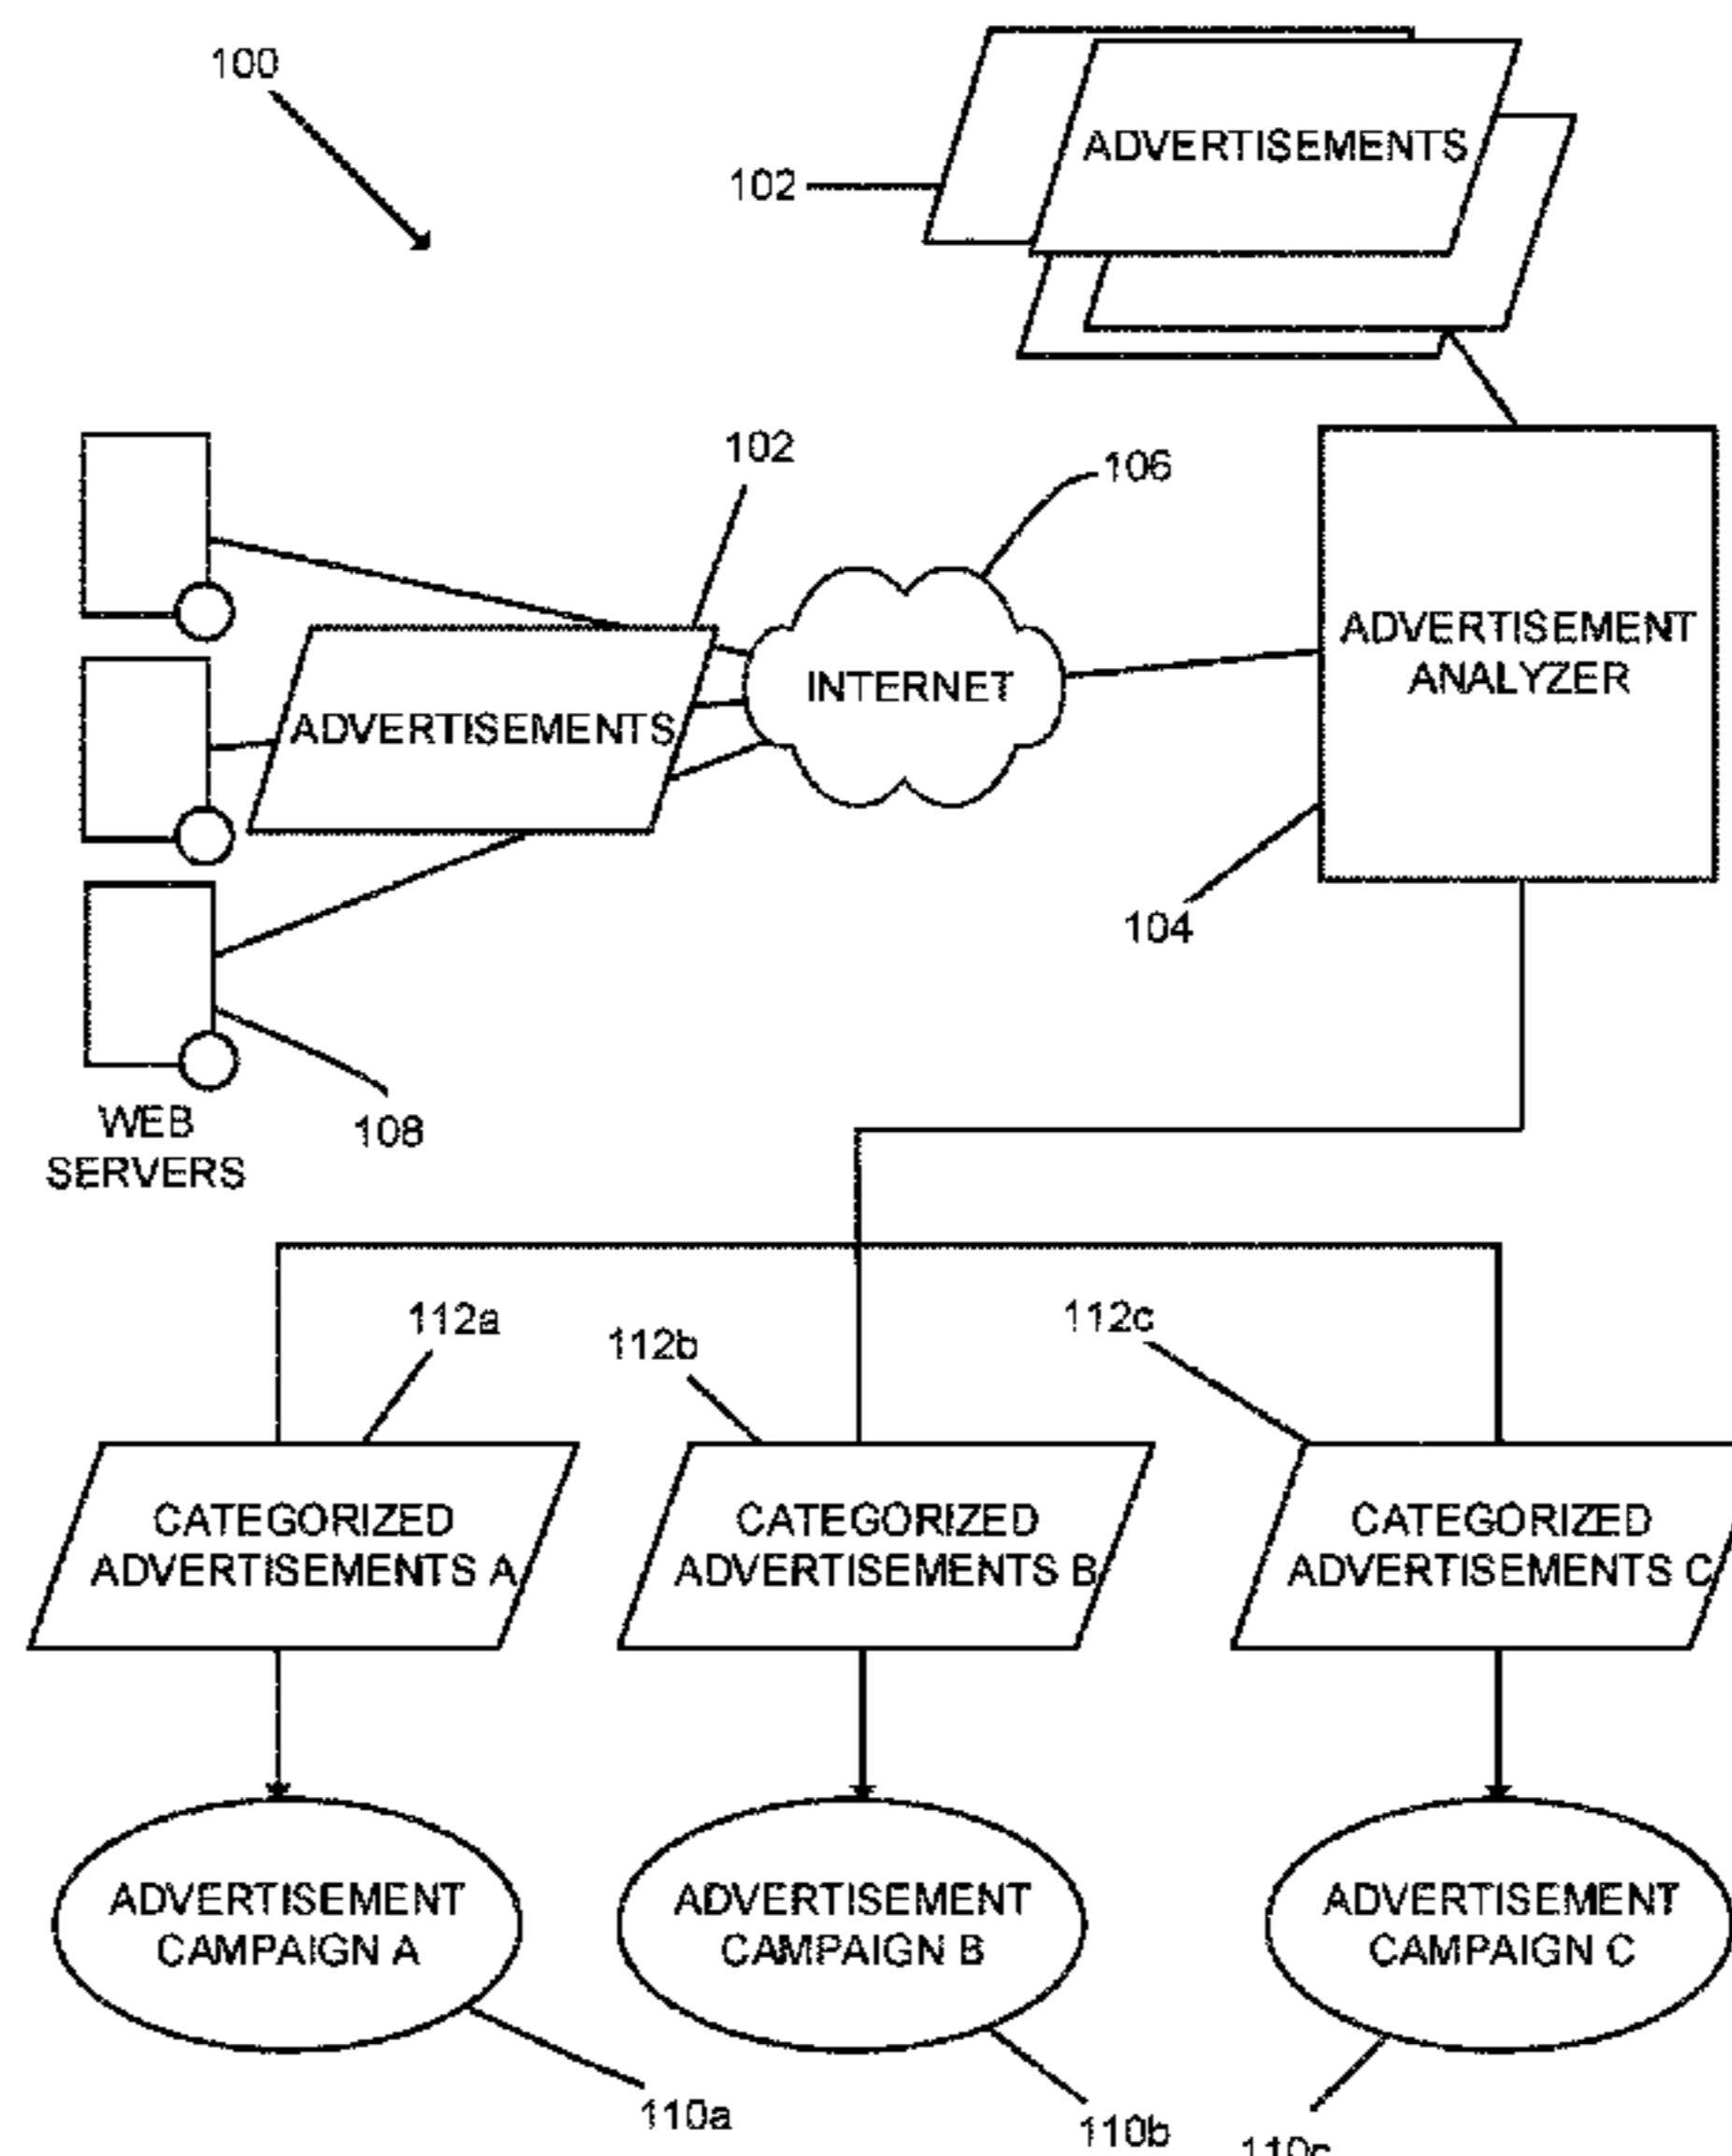 100
ADVERTISEMENTS
102
102
106
ADVERTISEMENT
ANALYZER
INTERNET
ADVERTISEMENTS
104
108
WEB
SERVERS
112a
112b
112c
CATEGORIZED
ADVERTISEMENTS A
CATEGORIZED
ADVERTISEMENTS B
CATEGORIZED
ADVERTISEMENTS C
ADVERTISEMENT
CAMPAIGN A
ADVERTISEMENT
CAMPAIGN B
ADVERTISEMENT
CAMPAIGN C
110a
110b
110c